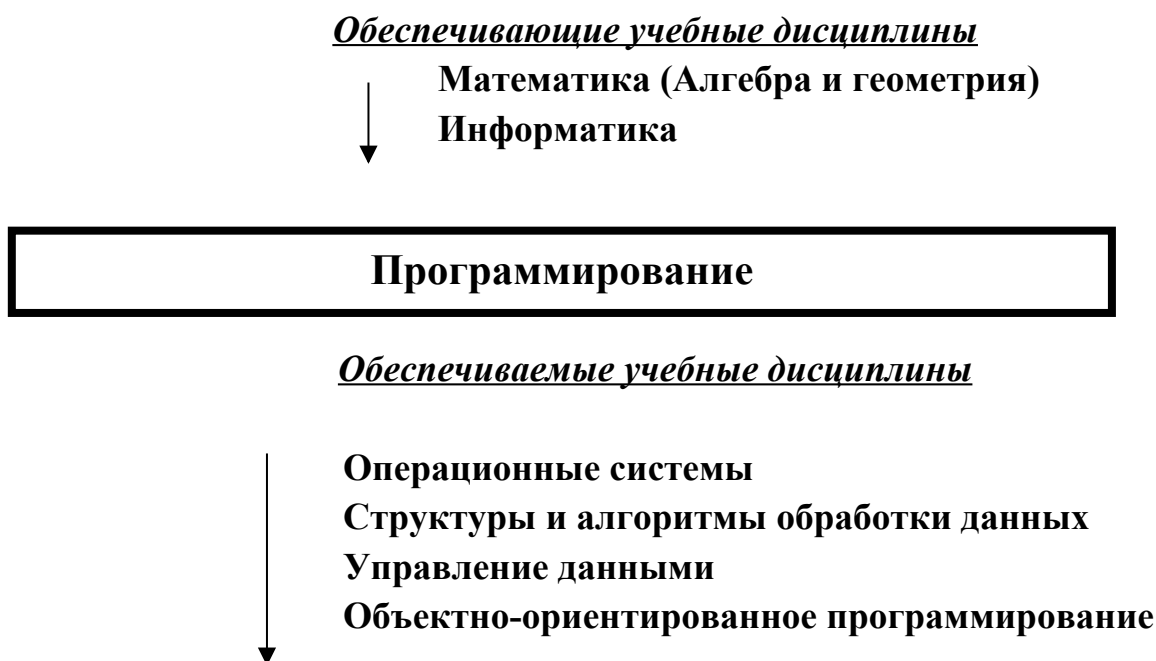 Обеспечивающие учебные дисциплины
Математика (Алгебра и геометрия)
Информатика
Программирование
Обеспечиваемые учебные дисциплины
Операционные системы
Структуры и алгоритмы обработки данных
Управление данными
Объектно-ориентированное программирование